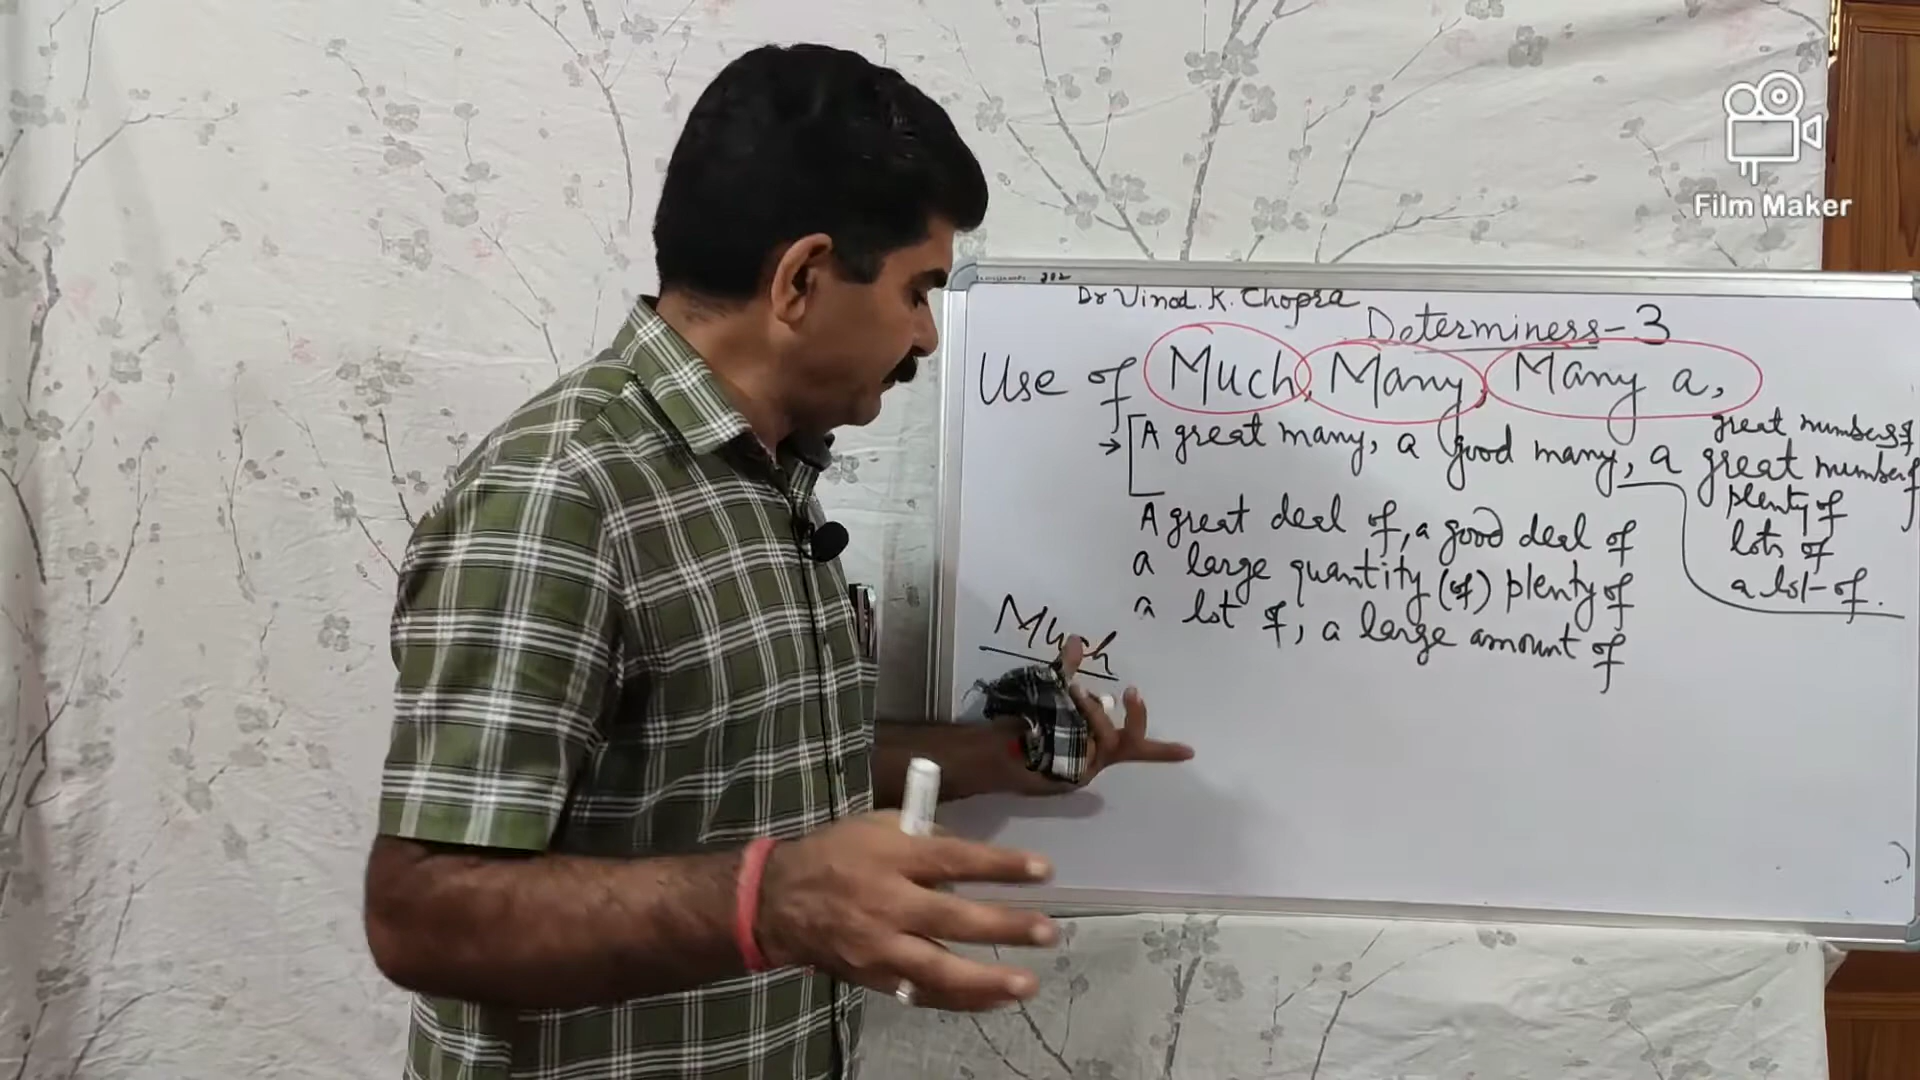 Film Maker
Dr Vinod. K. Chopra
Determiness-3
Use of Much, Many, Many a,
A great many, a good many, a great number of
great numbers of
plenty of
lots of
a lot of.
A great deal of, a good deal of
a large quantity (of) plenty of
a lot of, a large amount of
Much